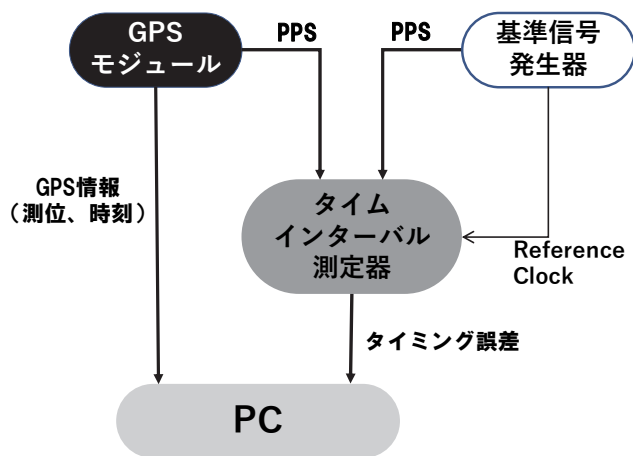 GPS
モジュール
PPS
PPS
基準信号
発生器
GPS情報
（測位、時刻）
タイム
インターバル
測定器
Reference
Clock
タイミング誤差
PC